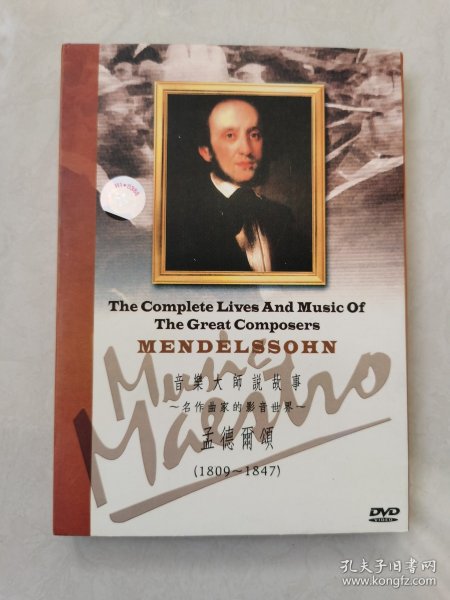 HI•0388
The Complete Lives And Music Of
The Great Composers
MENDELSSOHN
Music
Maestro
音樂大師說故事
～名作曲家的影音世界～
孟德爾頌
(1809～1847)
DVD
VIDEO
孔夫子旧书网
www.kongfz.com